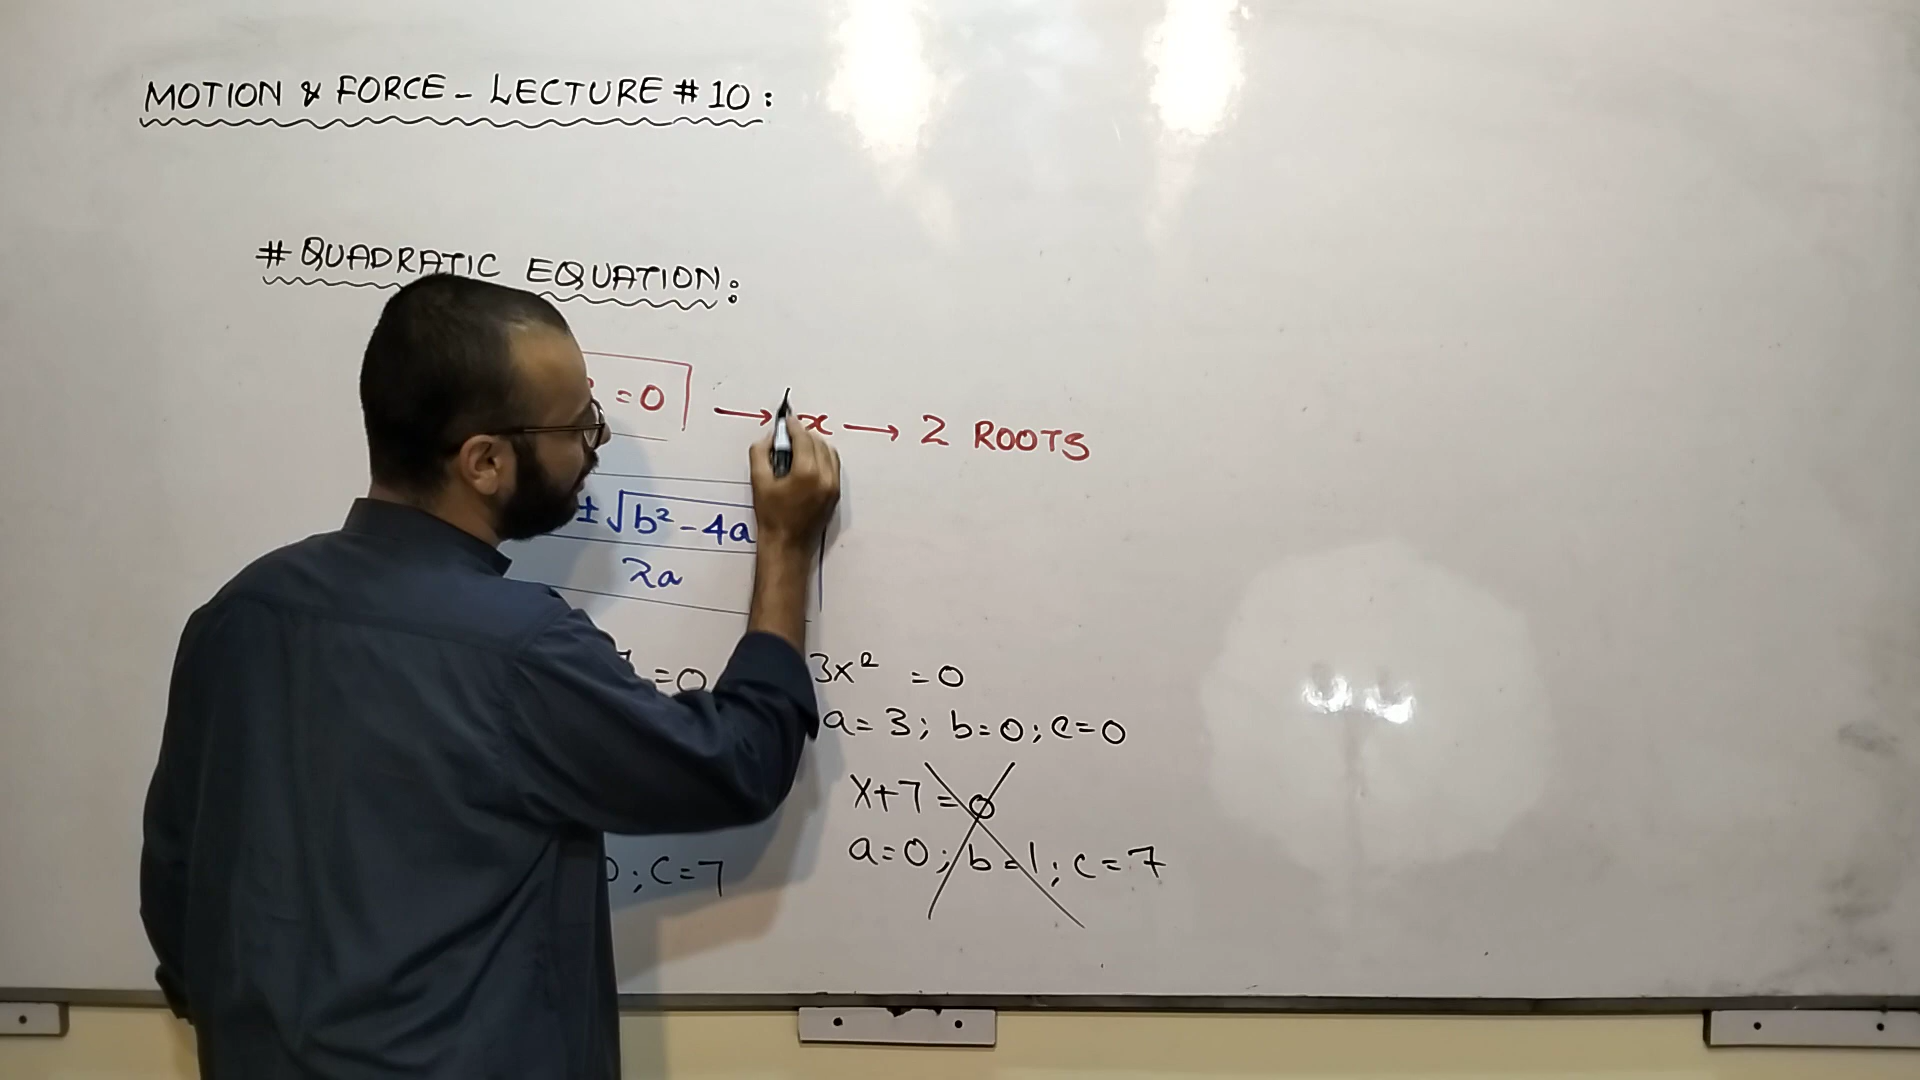 MOTION & FORCE - LECTURE # 10 :
# QUADRATIC EQUATION :
= 0 → x → 2 ROOTS
± √b² - 4a
2a
= 0
3x² = 0
a = 3 ; b = 0 ; c = 0
x + 7 = 0
; c = 7
a = 0 ; b = 1 ; c = 7